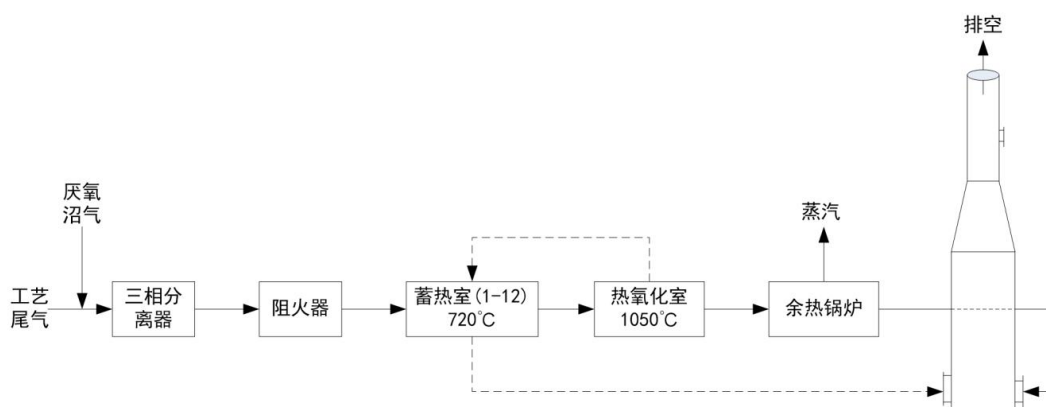 排空
厌氧
沼气
蒸汽
工艺
尾气
三相分
离器
阻火器
蓄热室(1-12)
720℃
热氧化室
1050℃
余热锅炉